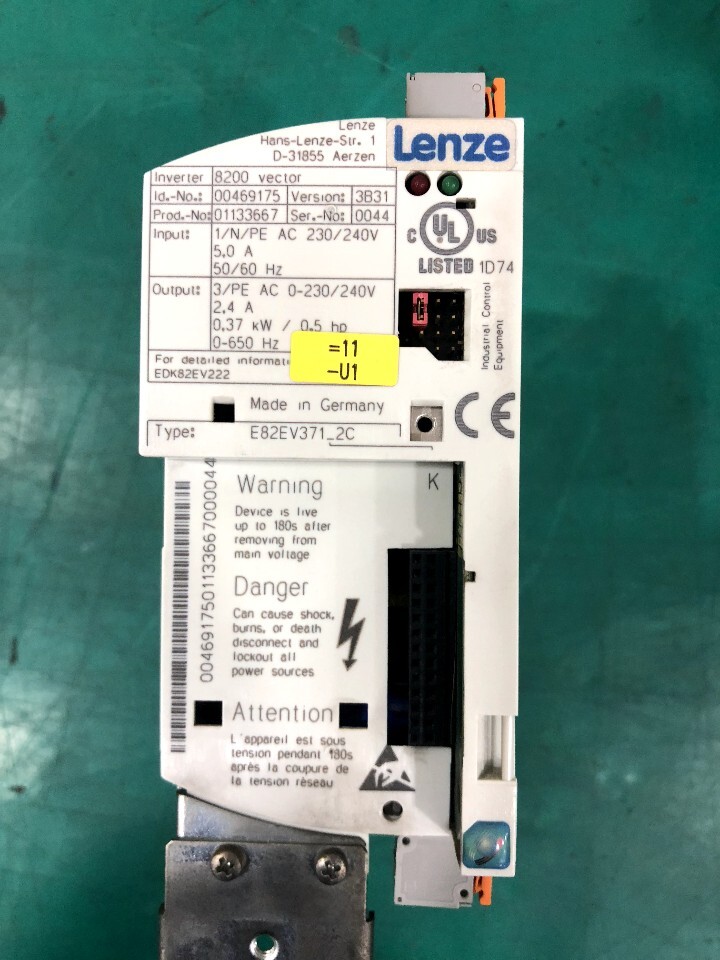 Lenze
Hans-Lenze-Str. 1
D-31855 Aerzen
Lenze
Inverter 8200 vector
Id.-No.: 00469175 Version: 3B31
Prod.-No: 01133667 Ser.-No: 0044
Input: 1/N/PE AC 230/240V
5.0 A
50/60 Hz
Output: 3/PE AC 0-230/240V
2.4 A
0.37 kW / 0.5 hp
0-650 Hz
For detailed informati
EDK82EV222
=11
-U1
C UL US
LISTED 1D74
Industrial Control
Equipment
Made in Germany
CE
Type: E82EV371_2C
K
00469175011336670000044
Warning
Device is live
up to 180s after
removing from
main voltage
Danger
Can cause shock,
burns, or death
disconnect and
lockout all
power sources
Attention
L'appareil est sous
tension pendant 180s
après la coupure de
la tension réseau